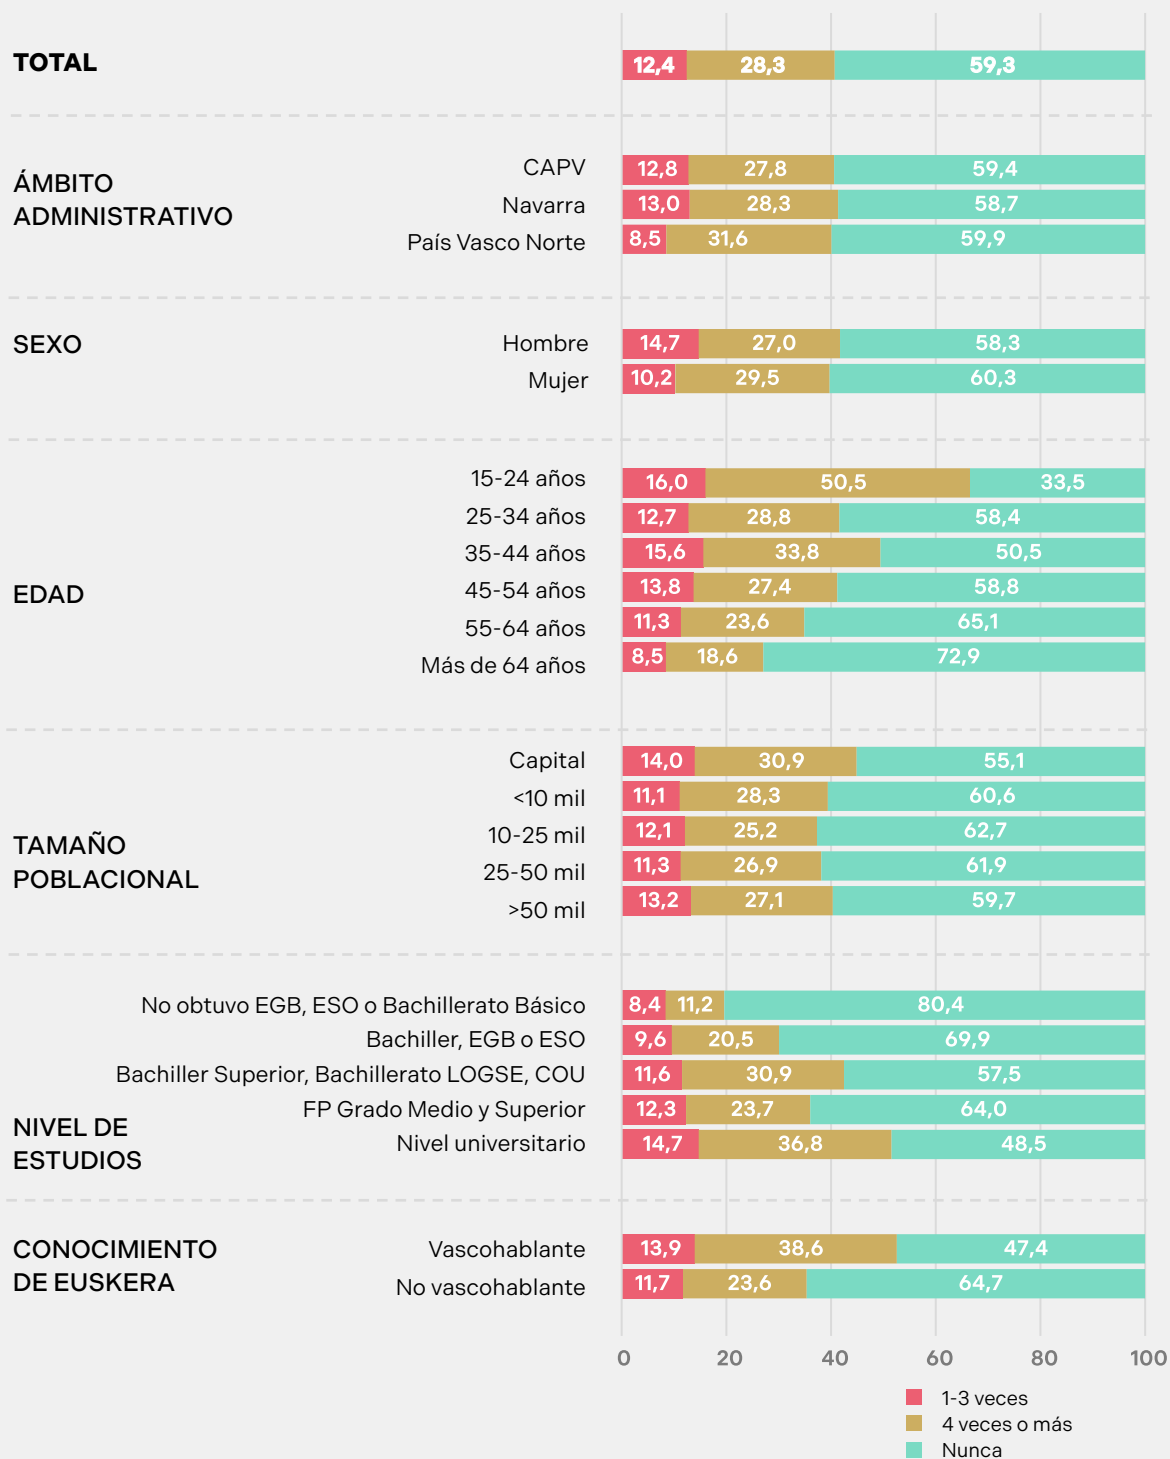 TOTAL
12,4 28,3 59,3
ÁMBITO
ADMINISTRATIVO
CAPV 12,8 27,8 59,4
Navarra 13,0 28,3 58,7
País Vasco Norte 8,5 31,6 59,9
SEXO
Hombre 14,7 27,0 58,3
Mujer 10,2 29,5 60,3
EDAD
15-24 años 16,0 50,5 33,5
25-34 años 12,7 28,8 58,4
35-44 años 15,6 33,8 50,5
45-54 años 13,8 27,4 58,8
55-64 años 11,3 23,6 65,1
Más de 64 años 8,5 18,6 72,9
TAMAÑO
POBLACIONAL
Capital 14,0 30,9 55,1
<10 mil 11,1 28,3 60,6
10-25 mil 12,1 25,2 62,7
25-50 mil 11,3 26,9 61,9
>50 mil 13,2 27,1 59,7
NIVEL DE
ESTUDIOS
No obtuvo EGB, ESO o Bachillerato Básico 8,4 11,2 80,4
Bachiller, EGB o ESO 9,6 20,5 69,9
Bachiller Superior, Bachillerato LOGSE, COU 11,6 30,9 57,5
FP Grado Medio y Superior 12,3 23,7 64,0
Nivel universitario 14,7 36,8 48,5
CONOCIMIENTO
DE EUSKERA
Vascohablante 13,9 38,6 47,4
No vascohablante 11,7 23,6 64,7
0 20 40 60 80 100
1-3 veces
4 veces o más
Nunca